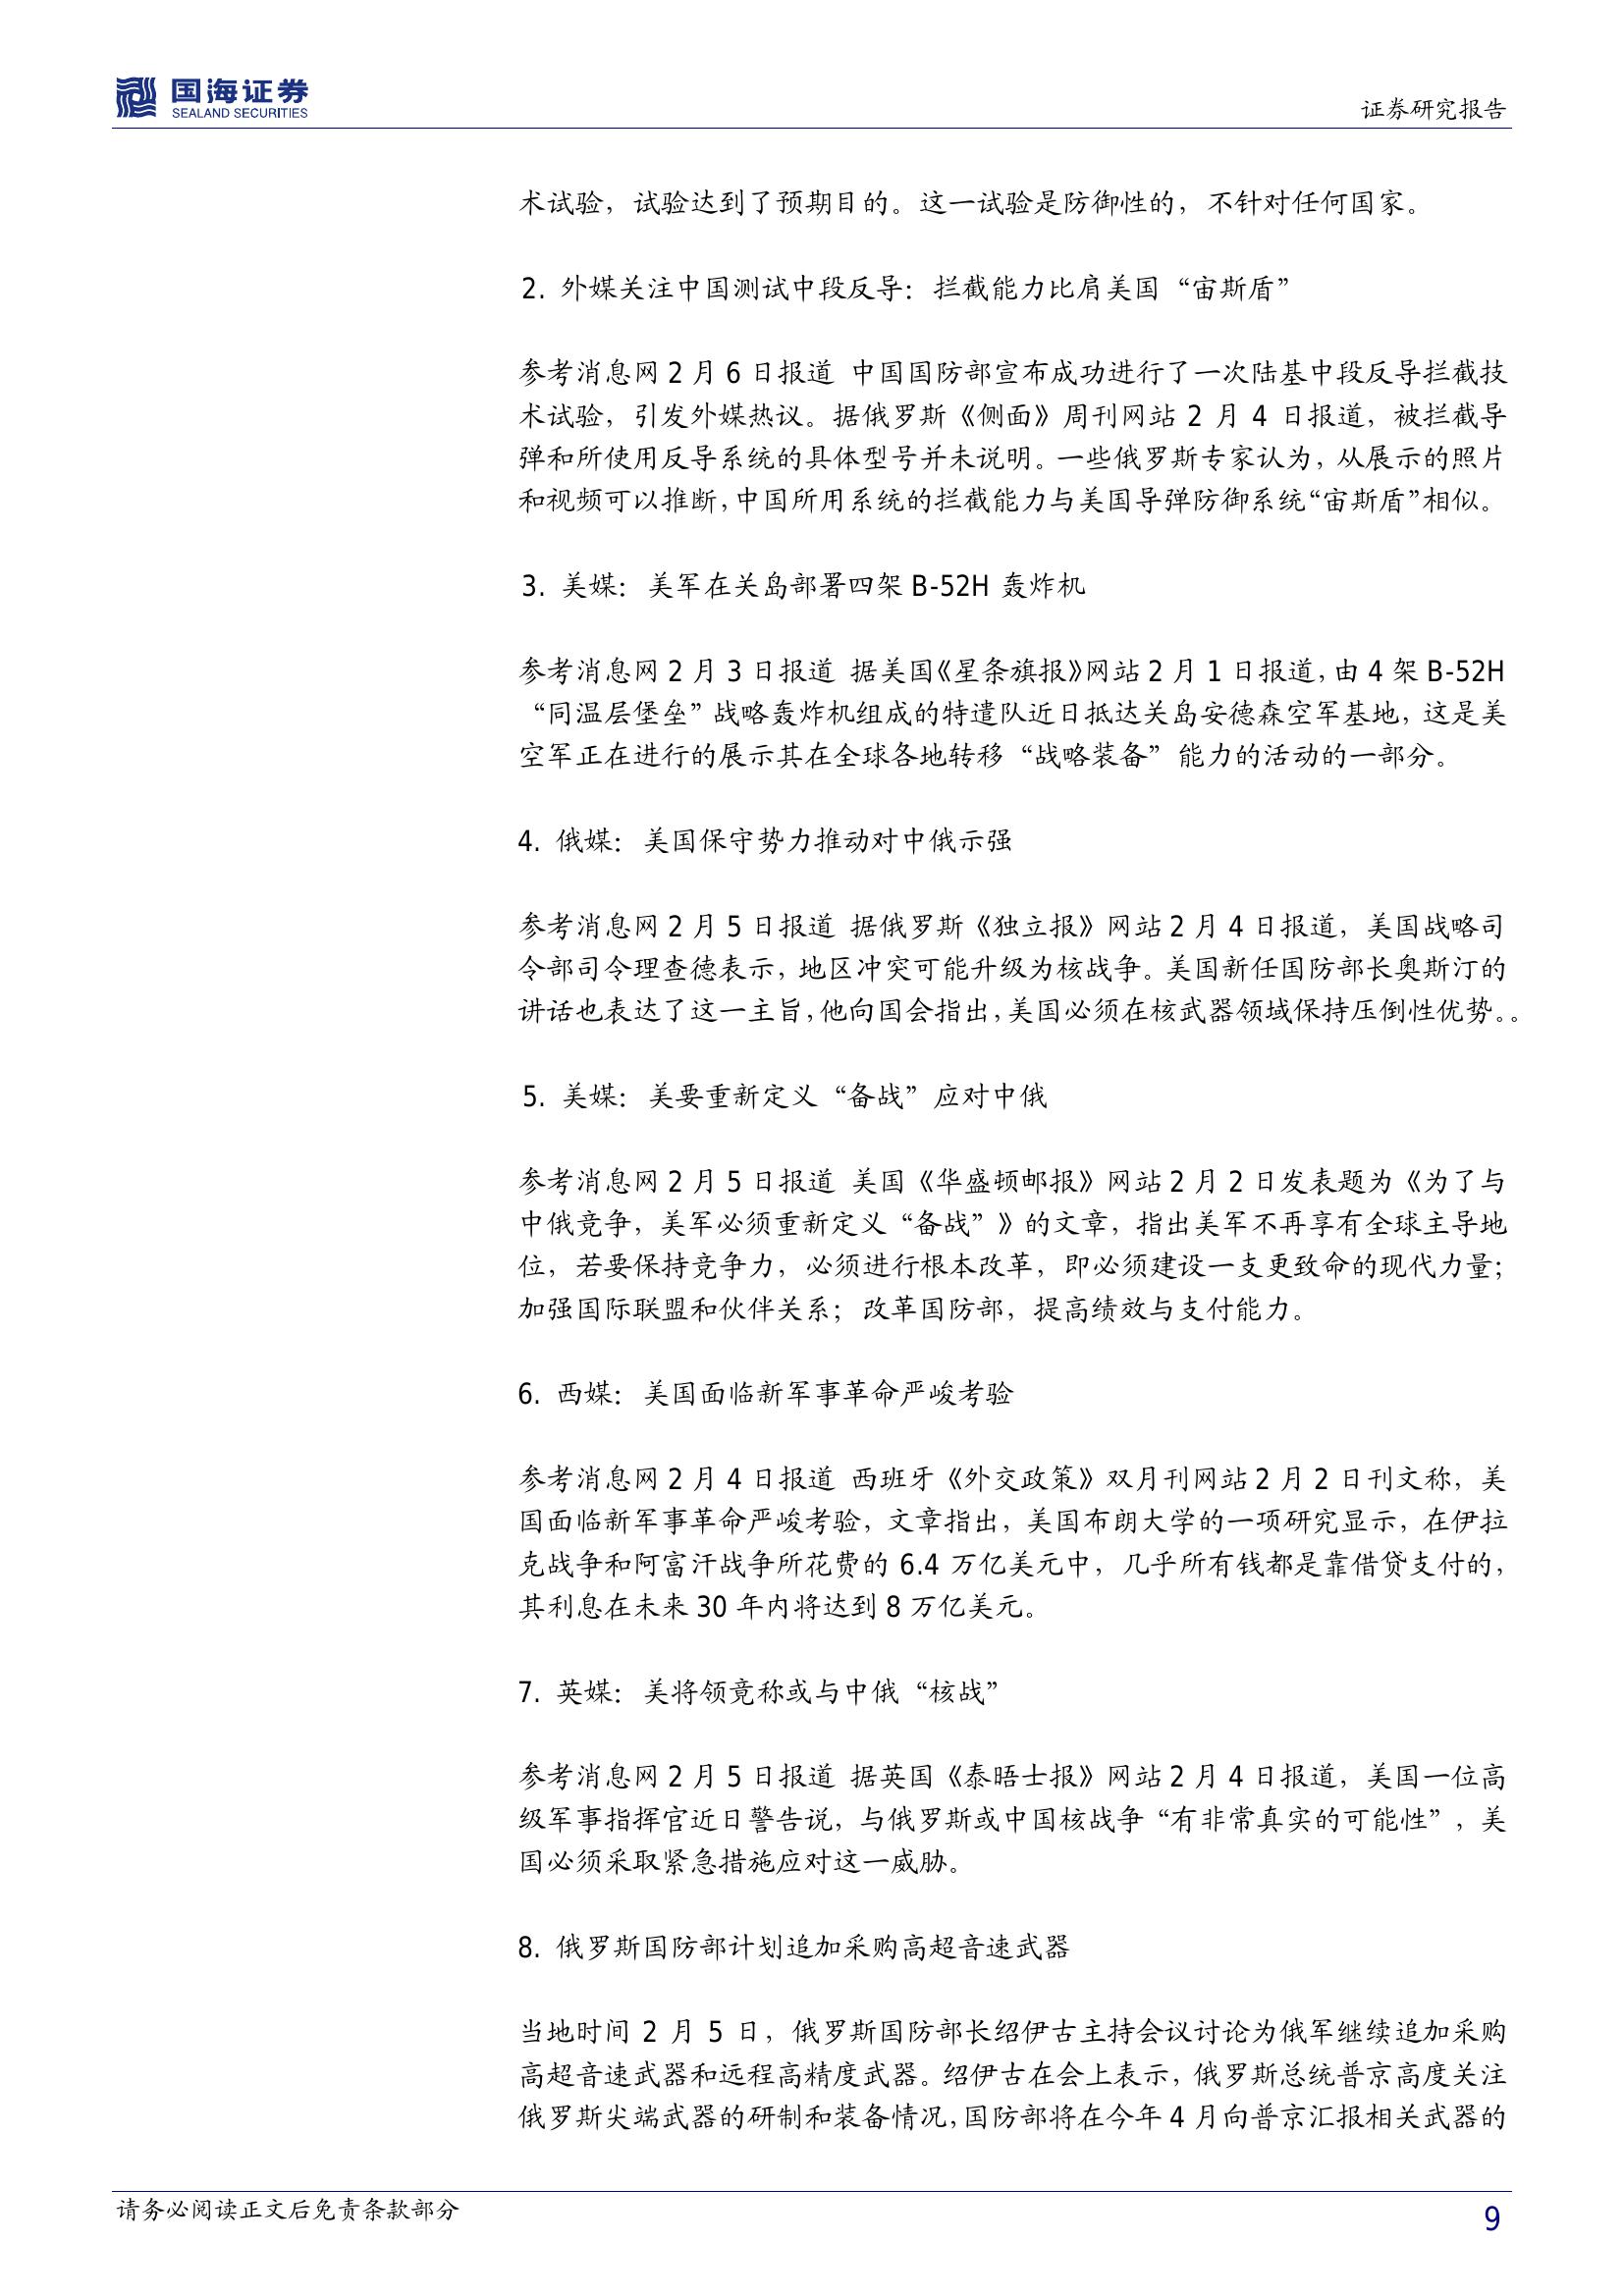 国海证券
SEALAND SECURITIES
证券研究报告
术试验，试验达到了预期目的。这一试验是防御性的，不针对任何国家。
2. 外媒关注中国测试中段反导：拦截能力比肩美国“宙斯盾”
参考消息网 2 月 6 日报道 中国国防部宣布成功进行了一次陆基中段反导拦截技
术试验，引发外媒热议。据俄罗斯《侧面》周刊网站 2 月 4 日报道，被拦截导
弹和所使用反导系统的具体型号并未说明。一些俄罗斯专家认为，从展示的照片
和视频可以推断，中国所用系统的拦截能力与美国导弹防御系统“宙斯盾”相似。
3. 美媒：美军在关岛部署四架 B-52H 轰炸机
参考消息网 2 月 3 日报道 据美国《星条旗报》网站 2 月 1 日报道，由 4 架 B-52H
“同温层堡垒”战略轰炸机组成的特遣队近日抵达关岛安德森空军基地，这是美
空军正在进行的展示其在全球各地转移“战略装备”能力的活动的一部分。
4. 俄媒：美国保守势力推动对中俄示强
参考消息网 2 月 5 日报道 据俄罗斯《独立报》网站 2 月 4 日报道，美国战略司
令部司令理查德表示，地区冲突可能升级为核战争。美国新任国防部长奥斯汀的
讲话也表达了这一主旨，他向国会指出，美国必须在核武器领域保持压倒性优势。。
5. 美媒：美要重新定义“备战”应对中俄
参考消息网 2 月 5 日报道 美国《华盛顿邮报》网站 2 月 2 日发表题为《为了与
中俄竞争，美军必须重新定义“备战”》的文章，指出美军不再享有全球主导地
位，若要保持竞争力，必须进行根本改革，即必须建设一支更致命的现代力量；
加强国际联盟和伙伴关系；改革国防部，提高绩效与支付能力。
6. 西媒：美国面临新军事革命严峻考验
参考消息网 2 月 4 日报道 西班牙《外交政策》双月刊网站 2 月 2 日刊文称，美
国面临新军事革命严峻考验，文章指出，美国布朗大学的一项研究显示，在伊拉
克战争和阿富汗战争所花费的 6.4 万亿美元中，几乎所有钱都是靠借贷支付的，
其利息在未来 30 年内将达到 8 万亿美元。
7. 英媒：美将领竟称或与中俄“核战”
参考消息网 2 月 5 日报道 据英国《泰晤士报》网站 2 月 4 日报道，美国一位高
级军事指挥官近日警告说，与俄罗斯或中国核战争“有非常真实的可能性”，美
国必须采取紧急措施应对这一威胁。
8. 俄罗斯国防部计划追加采购高超音速武器
当地时间 2 月 5 日，俄罗斯国防部长绍伊古主持会议讨论为俄军继续追加采购
高超音速武器和远程高精度武器。绍伊古在会上表示，俄罗斯总统普京高度关注
俄罗斯尖端武器的研制和装备情况，国防部将在今年 4 月向普京汇报相关武器的
请务必阅读正文后免责条款部分
9